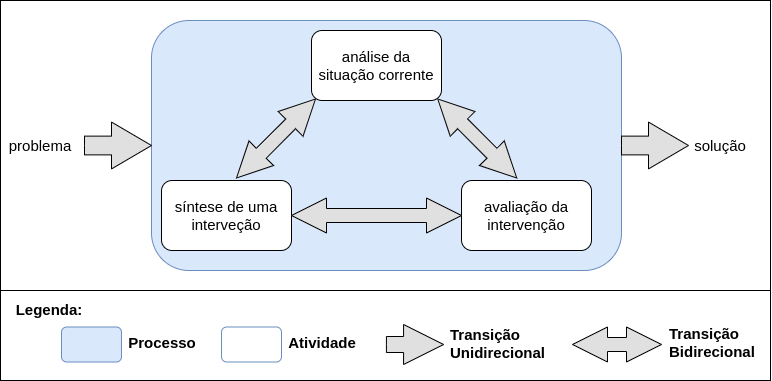 análise da
situação corrente
problema
solução
síntese de uma
interveção
avaliação da
intervenção
Legenda:
Processo
Atividade
Transição
Unidirecional
Transição
Bidirecional